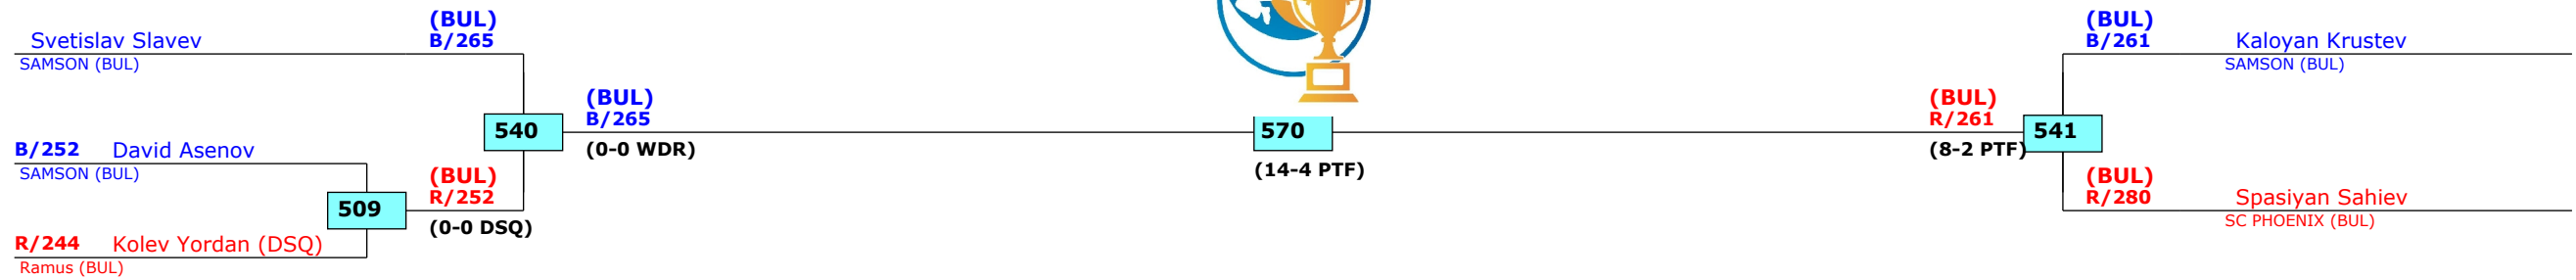 (BUL)
B/265
Svetislav Slavev
SAMSON (BUL)
B/252 David Asenov
SAMSON (BUL)
509
R/244 Kolev Yordan (DSQ)
Ramus (BUL)
(BUL)
R/252
(0-0 DSQ)
540
(BUL)
B/265
(0-0 WDR)
570
(14-4 PTF)
(BUL)
R/261
(8-2 PTF)
541
(BUL)
B/261
Kaloyan Krustev
SAMSON (BUL)
(BUL)
R/280
Spasiyan Sahiev
SC PHOENIX (BUL)